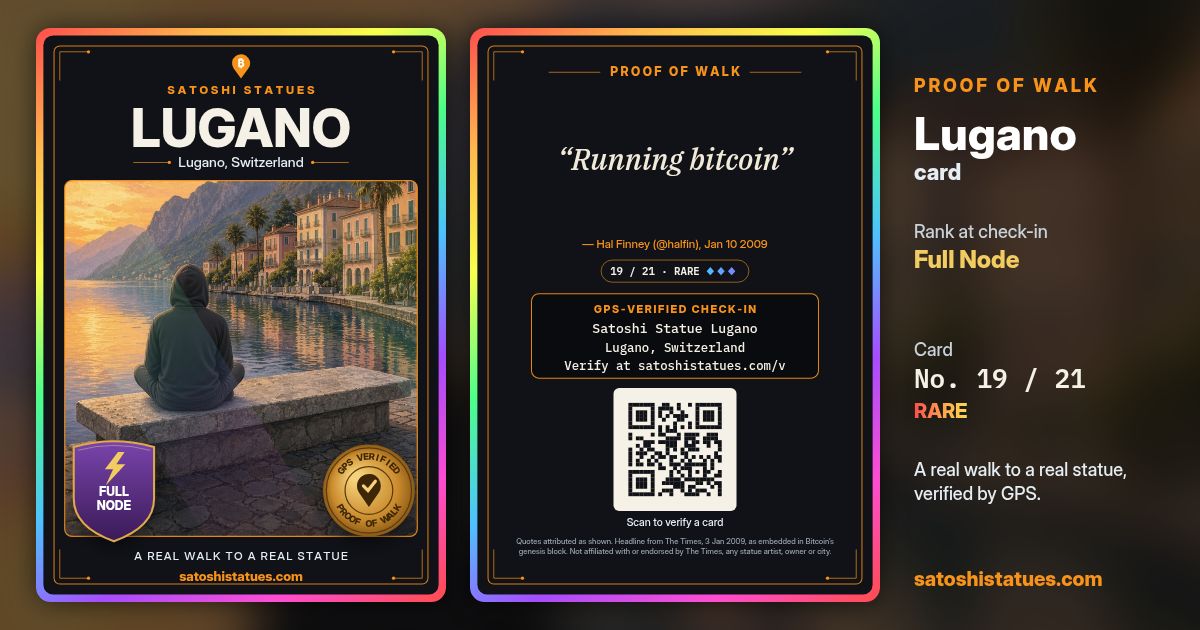 SATOSHI STATUES
LUGANO
Lugano, Switzerland
FULL
NODE
GPS VERIFIED
PROOF OF WALK
A REAL WALK TO A REAL STATUE
satoshistatues.com
PROOF OF WALK
“Running bitcoin”
— Hal Finney (@halfin), Jan 10 2009
19 / 21 · RARE
GPS-VERIFIED CHECK-IN
Satoshi Statue Lugano
Lugano, Switzerland
Verify at satoshistatues.com/v
Scan to verify a card
Quotes attributed as shown. Headline from The Times, 3 Jan 2009, as embedded in Bitcoin's
genesis block. Not affiliated with or endorsed by The Times, any statue artist, owner or city.
PROOF OF WALK
Lugano
card
Rank at check-in
Full Node
Card
No. 19 / 21
RARE
A real walk to a real statue,
verified by GPS.
satoshistatues.com